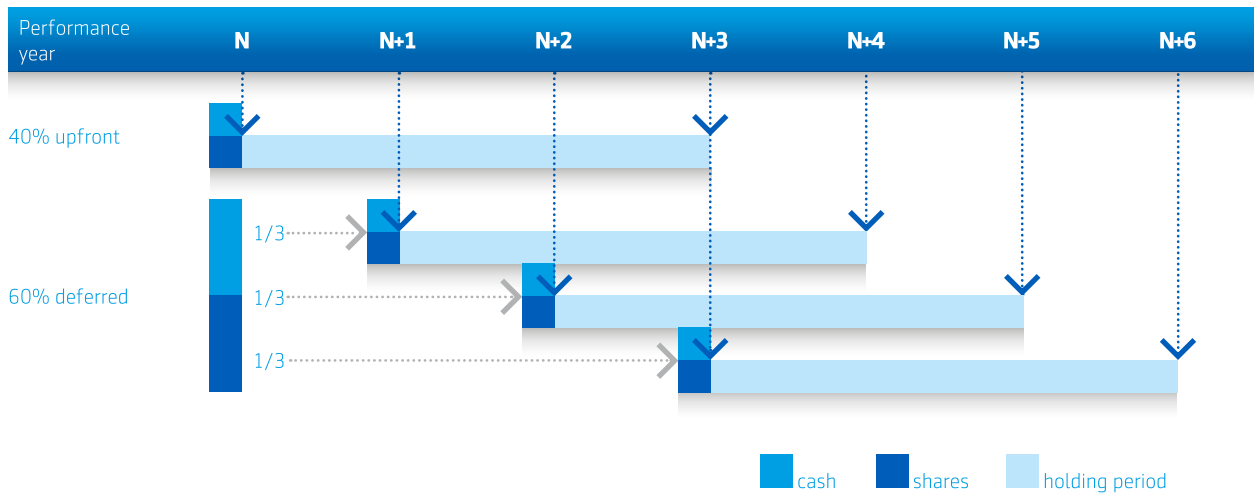 Performance
year
N
N+1
N+2
N+3
N+4
N+5
N+6
40% upfront
1/3
60% deferred
1/3
1/3
cash
shares
holding period